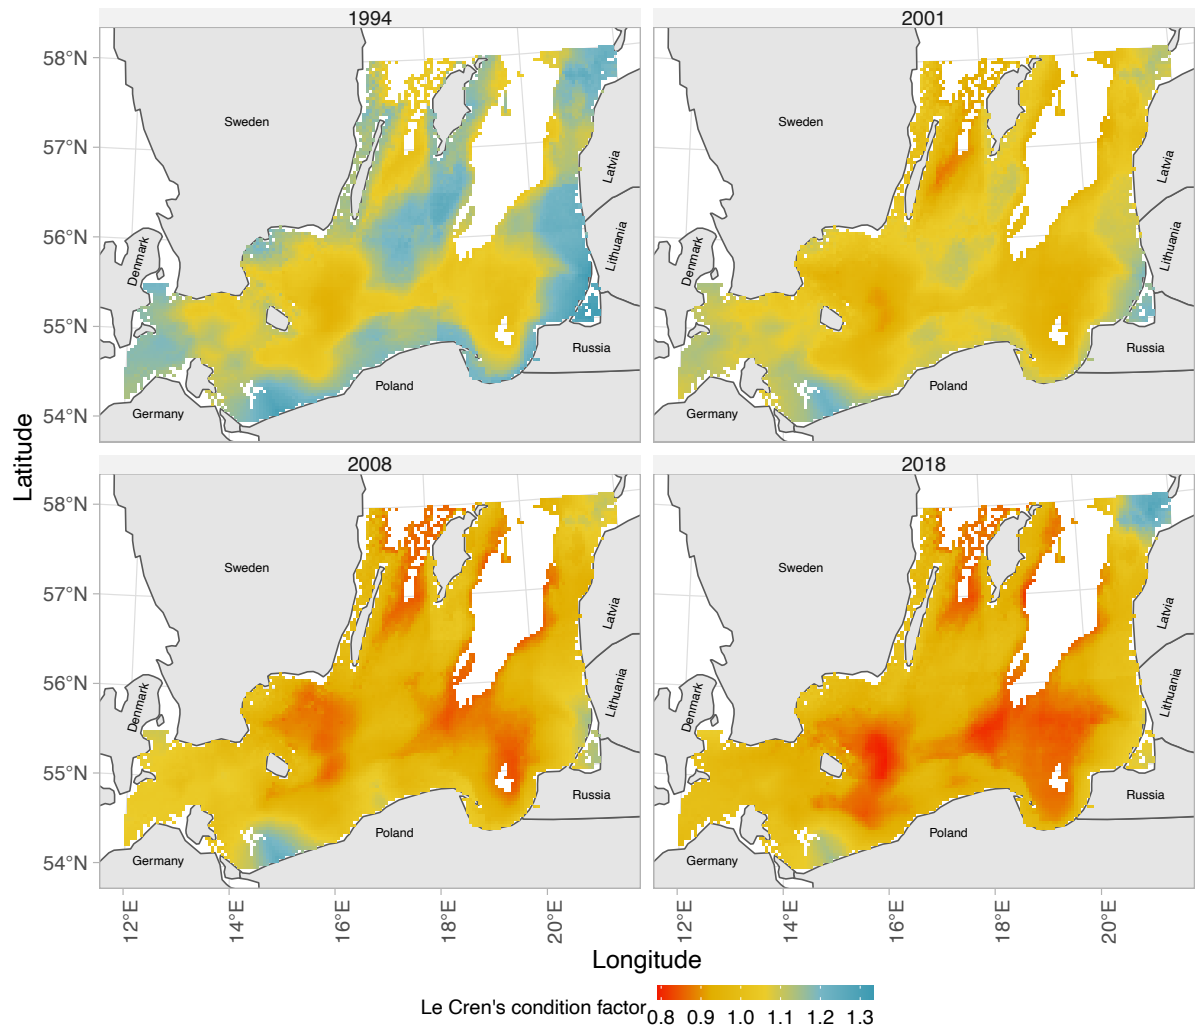 1994
2001
58°N
57°N
56°N
55°N
54°N
Sweden
Denmark
Latvia
Lithuania
Russia
Poland
Germany
Sweden
Denmark
Latvia
Lithuania
Russia
Poland
Germany
Latitude
2008
2018
58°N
57°N
56°N
55°N
54°N
Sweden
Denmark
Latvia
Lithuania
Russia
Poland
Germany
Sweden
Denmark
Latvia
Lithuania
Russia
Poland
Germany
12°E 14°E 16°E 18°E 20°E
12°E 14°E 16°E 18°E 20°E
Longitude
Le Cren's condition factor
0.8 0.9 1.0 1.1 1.2 1.3